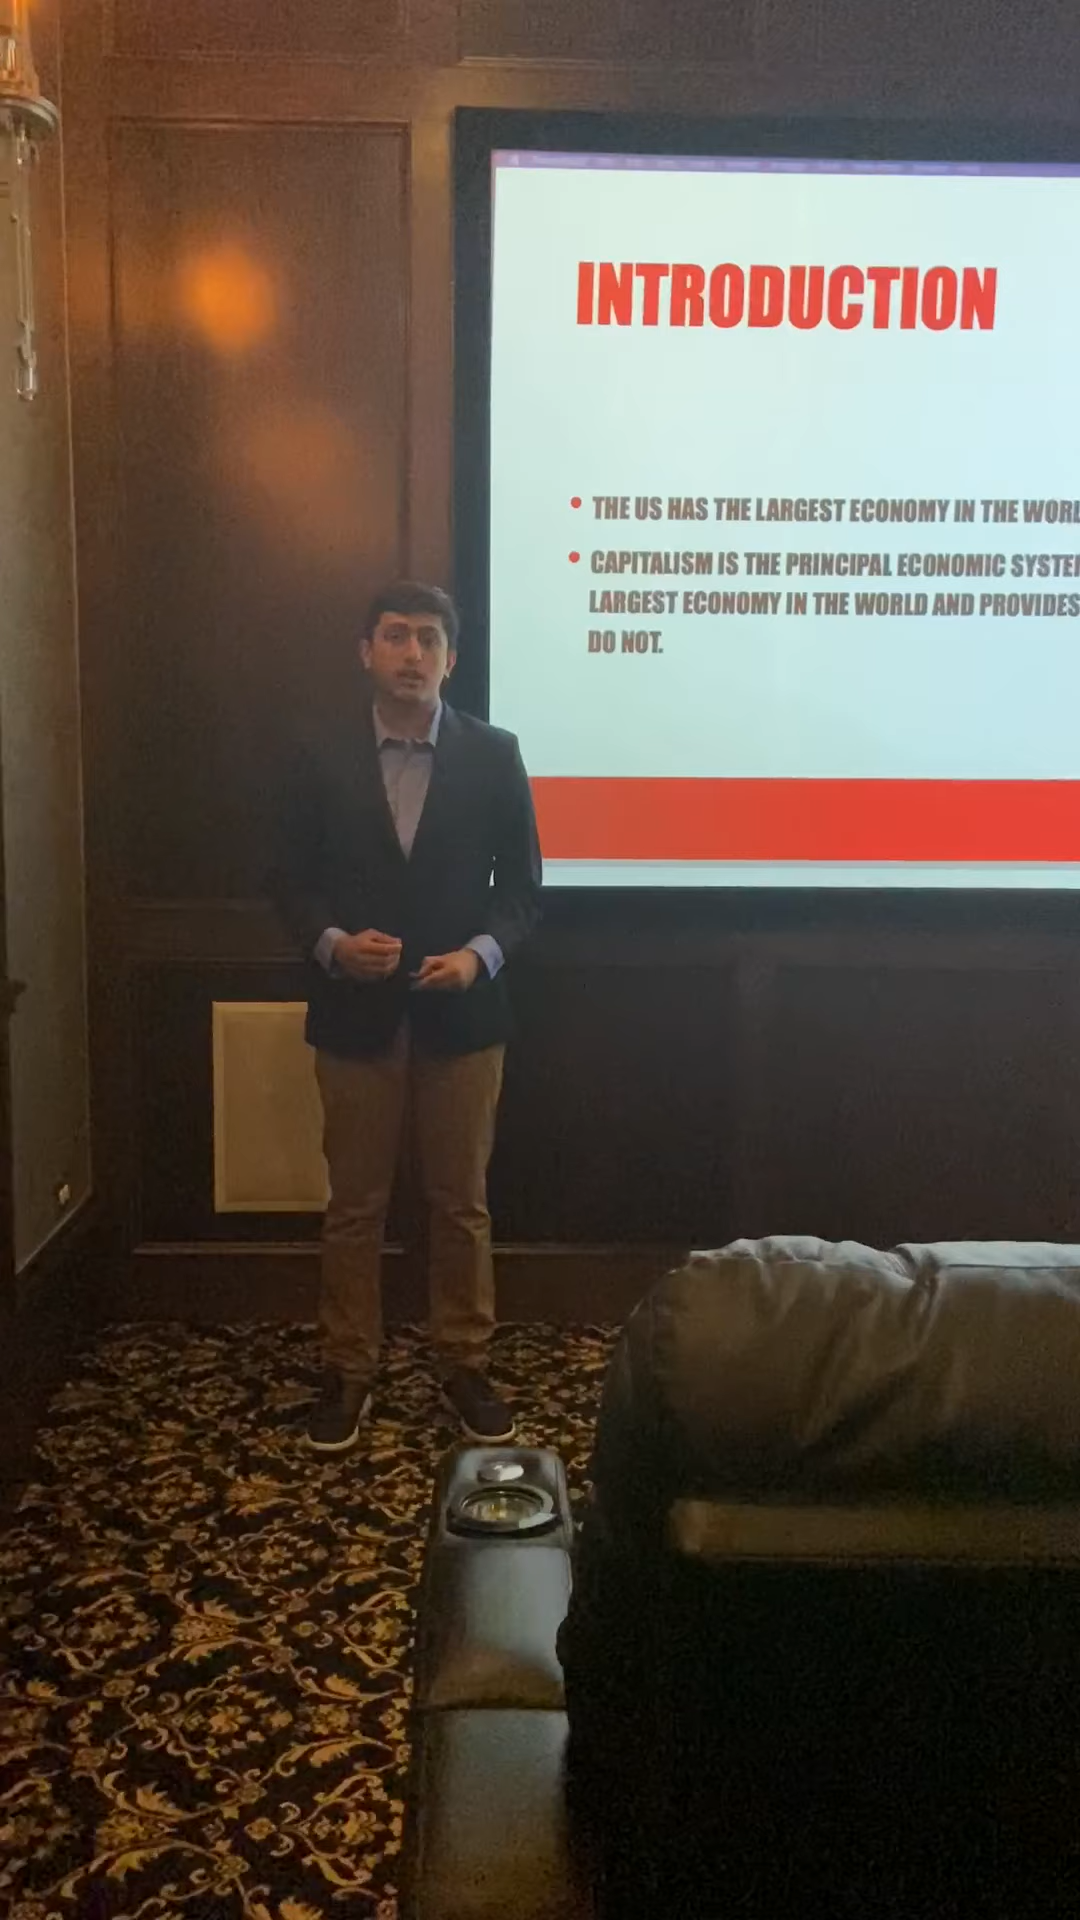 INTRODUCTION
• THE US HAS THE LARGEST ECONOMY IN THE
• CAPITALISM IS THE PRINCIPAL ECONOMIC
LARGEST ECONOMY IN THE WORLD AND PROVIDES
DO NOT.